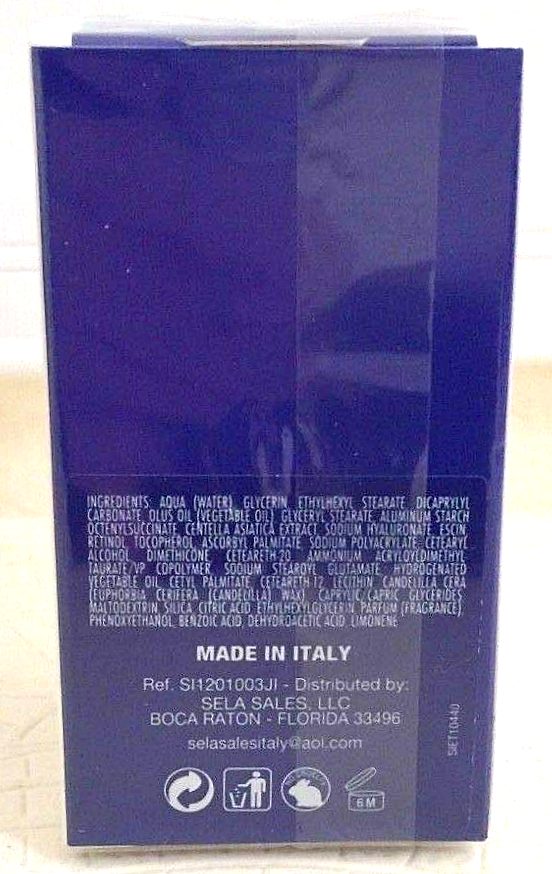 INGREDIENTS: AQUA (WATER), GLYCERIN, ETHYLHEXYL STEARATE, DICAPRYLYL
CARBONATE, OLUS OIL (VEGETABLE OIL), GLYCERYL STEARATE, ALUMINUM STARCH
OCTENYLSUCCINATE, CENTELLA ASIATICA EXTRACT, SODIUM HYALURONATE, ESCIN,
RETINOL, TOCOPHEROL, ASCORBYL PALMITATE, SODIUM POLYACRYLATE, CETEARYL
ALCOHOL, DIMETHICONE, CETEARETH-20, AMMONIUM ACRYLOYLDIMETHYL
TAURATE/VP COPOLYMER, SODIUM STEAROYL GLUTAMATE, HYDROGENATED
VEGETABLE OIL, CETYL PALMITATE, CETEARETH-12, LECITHIN, CANDELILLA CERA
(EUPHORBIA CERIFERA (CANDELILLA) WAX), CAPRYLIC/CAPRIC GLYCERIDES,
MALTODEXTRIN, SILICA, CITRIC ACID, ETHYLHEXYLGLYCERIN, PARFUM (FRAGRANCE),
PHENOXYETHANOL, BENZOIC ACID, DEHYDROACETIC ACID, LIMONENE
MADE IN ITALY
Ref. SI1201003JI - Distributed by:
SELA SALES, LLC
BOCA RATON - FLORIDA 33496
selasalesitaly@aol.com
SIET10440
6 M